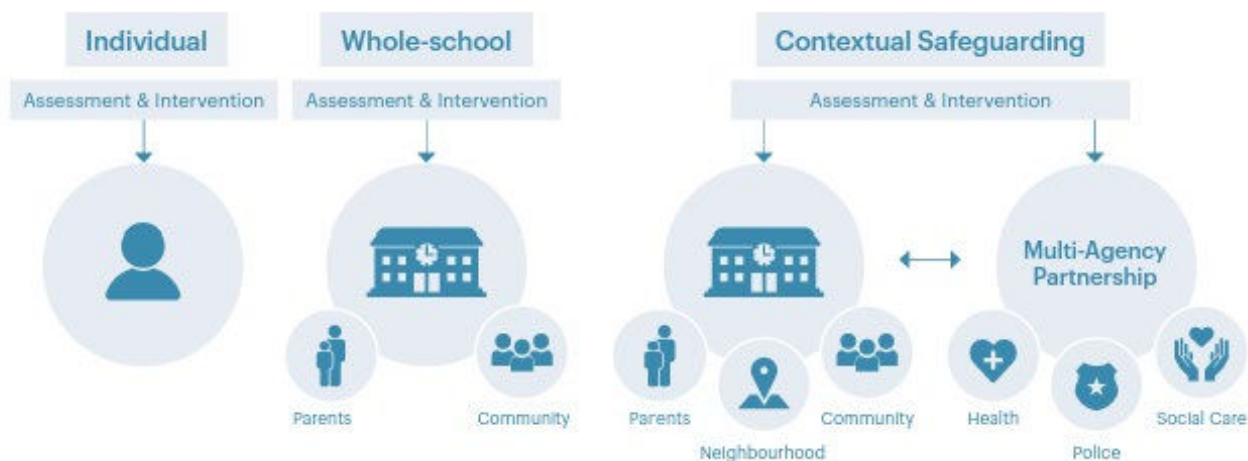 Individual
Whole-school
Contextual Safeguarding
Assessment & Intervention
Assessment & Intervention
Assessment & Intervention
Multi-Agency
Partnership
Parents
Community
Parents
Neighbourhood
Community
Health
Police
Social Care